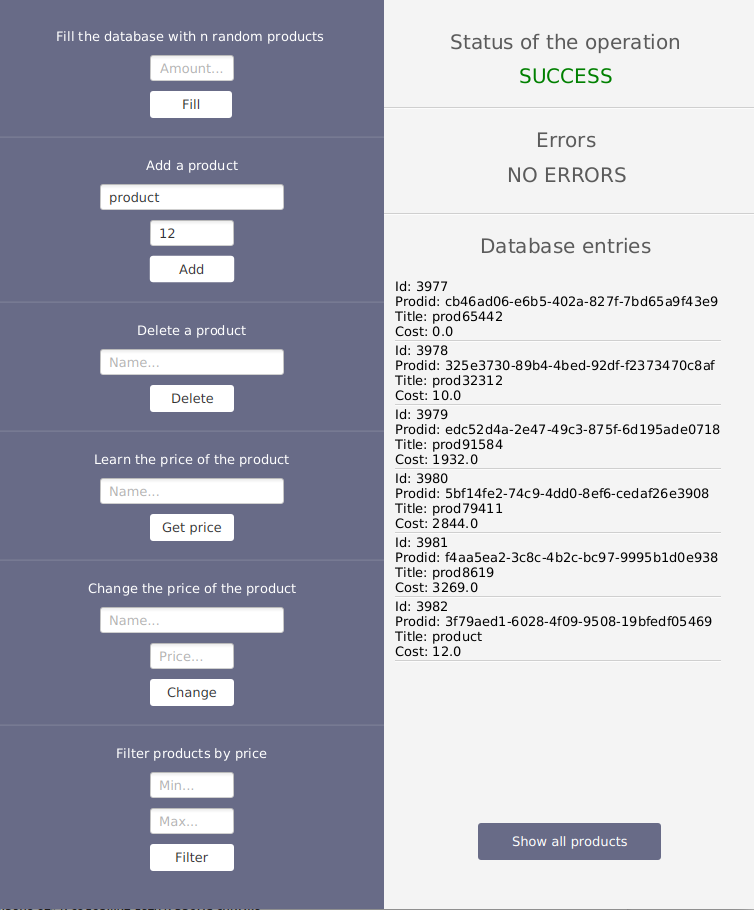 Fill the database with n random products
Amount...
Fill
Add a product
product
12
Add
Delete a product
Name...
Delete
Learn the price of the product
Name...
Get price
Change the price of the product
Name...
Price...
Change
Filter products by price
Min...
Max...
Filter
Status of the operation
SUCCESS
Errors
NO ERRORS
Database entries
Id: 3977
Prodid: cb46ad06-e6b5-402a-827f-7bd65a9f43e9
Title: prod65442
Cost: 0.0
Id: 3978
Prodid: 325e3730-89b4-4bed-92df-f2373470c8af
Title: prod32312
Cost: 10.0
Id: 3979
Prodid: edc52d4a-2e47-49c3-875f-6d195ade0718
Title: prod91584
Cost: 1932.0
Id: 3980
Prodid: 5bf14fe2-74c9-4dd0-8ef6-cedaf26e3908
Title: prod79411
Cost: 2844.0
Id: 3981
Prodid: f4aa5ea2-3c8c-4b2c-bc97-9995b1d0e938
Title: prod8619
Cost: 3269.0
Id: 3982
Prodid: 3f79aed1-6028-4f09-9508-19bfedf05469
Title: product
Cost: 12.0
Show all products